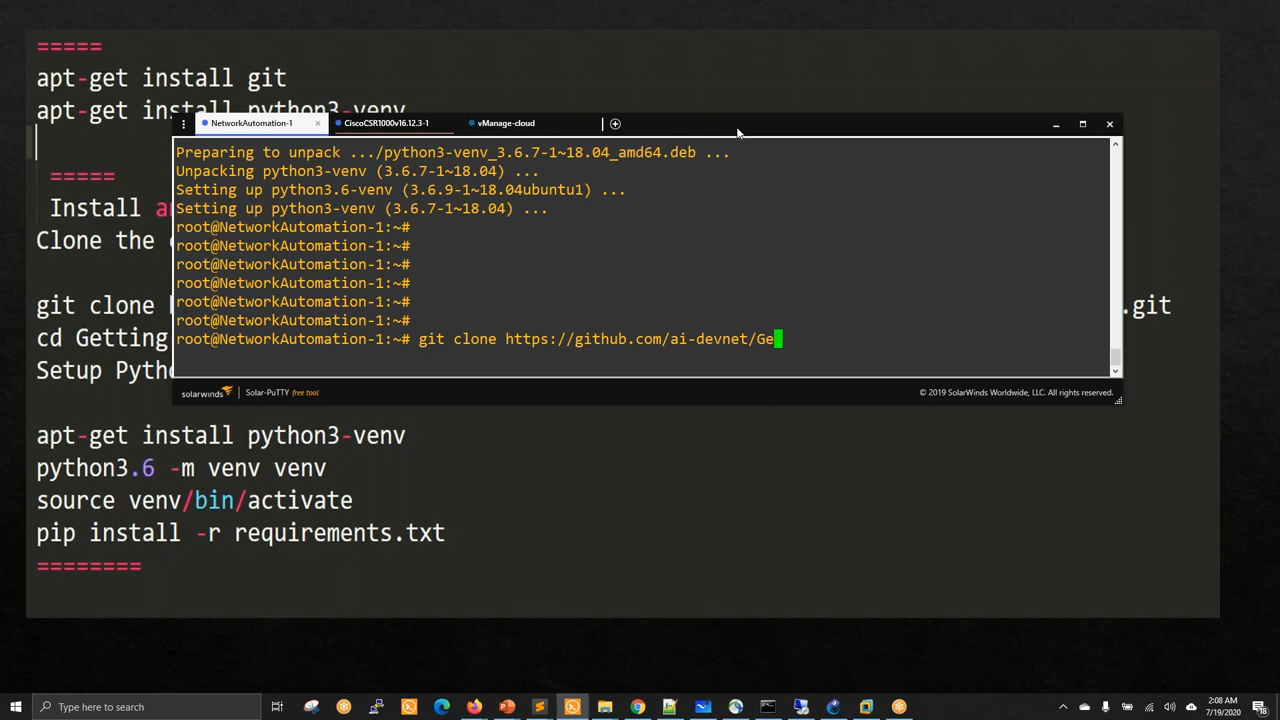 =====
apt-get install git
apt-get install python3-venv
NetworkAutomation-1
CiscoCSR1000v16.12.3-1
vManage-cloud
Preparing to unpack .../python3-venv_3.6.7-1~18.04_amd64.deb ...
Unpacking python3-venv (3.6.7-1~18.04) ...
Setting up python3.6-venv (3.6.9-1~18.04ubuntu1) ...
Setting up python3-venv (3.6.7-1~18.04) ...
root@NetworkAutomation-1:~#
root@NetworkAutomation-1:~#
root@NetworkAutomation-1:~#
root@NetworkAutomation-1:~#
root@NetworkAutomation-1:~#
root@NetworkAutomation-1:~#
root@NetworkAutomation-1:~# git clone https://github.com/ai-devnet/Ge
solarwinds Solar-PuTTY free tool
© 2019 SolarWinds Worldwide, LLC. All rights reserved.
=====
Install
Clone the
git clone .git
cd Getting
Setup
apt-get install python3-venv
python3.6 -m venv venv
source venv/bin/activate
pip install -r requirements.txt
========
Type here to search
2:08 AM
7/19/2020
18